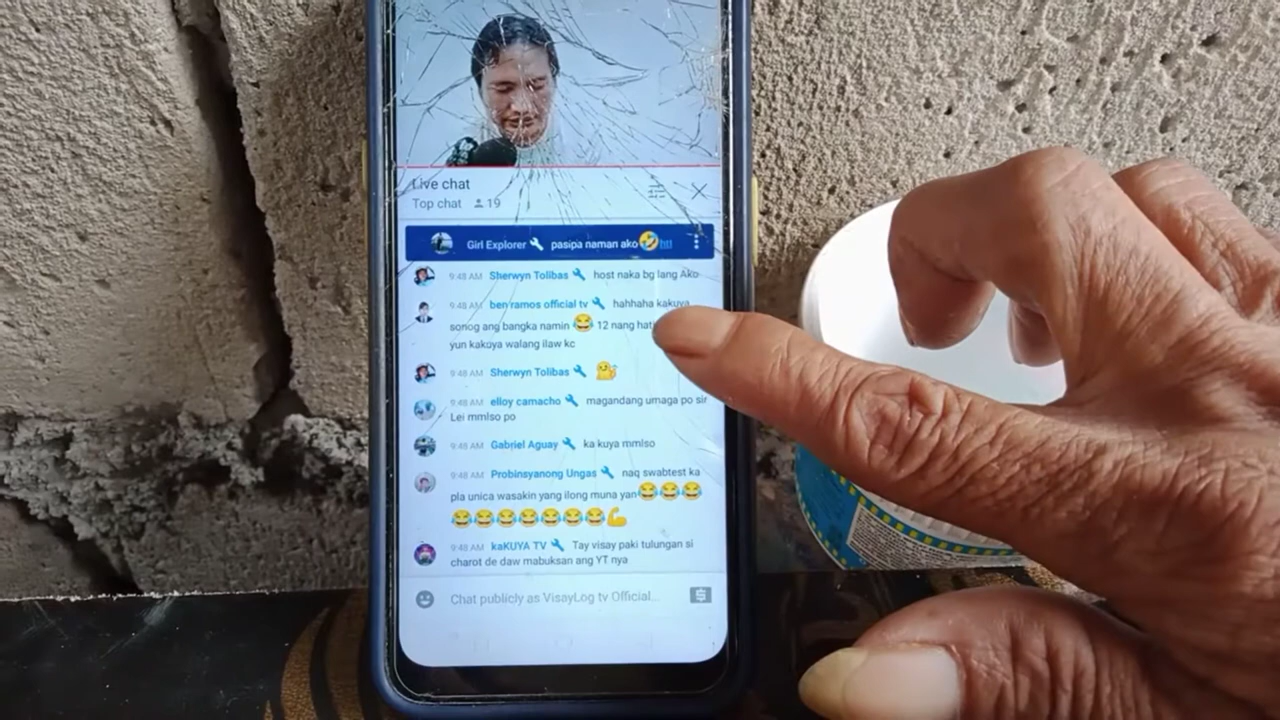 Live chat
Top chat 19
Girl Explorer pasipa naman ako🤣htt
9:48 AM Sherwyn Tolibas host naka bg lang Ako
9:48 AM ben ramos official tv hahhaha kakuya
sonog ang bangka namin 😂 12 nang hati
yun kakuya walang ilaw kc
9:48 AM Sherwyn Tolibas
9:48 AM elloy camacho magandang umaga po sir
Lei mmlso po
9:48 AM Gabriel Aguay ka kuya mmlso
9:48 AM Probinsyanong Ungas naq swabtest ka
pla unica wasakin yang ilong muna yan😂😂😂
😂😂😂😂😂😂😂💪
9:48 AM kaKUYA TV Tay visay paki tulungan si
charot de daw mabuksan ang YT nya
Chat publicly as VisayLog tv Official...